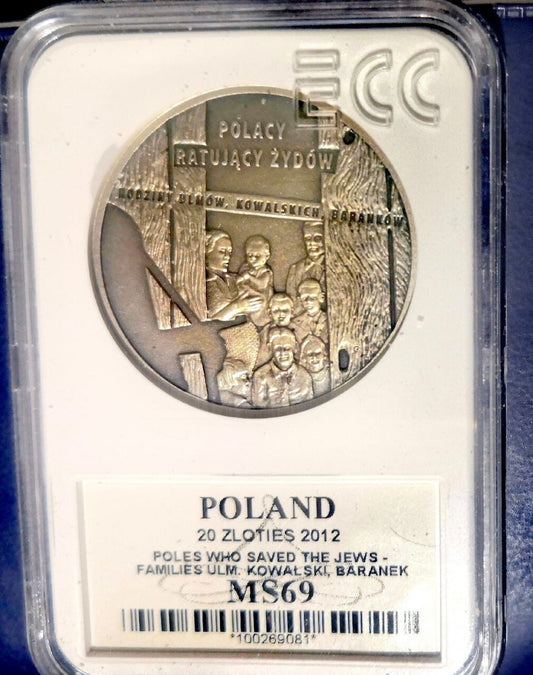 ECC
POLACY
RATUJĄCY ŻYDÓW
RODZINY ULMÓW, KOWALSKICH, BARANKÓW
POLAND
20 ZLOTIES 2012
POLES WHO SAVED THE JEWS -
FAMILIES ULM. KOWALSKI, BARANEK
MS69
*100269081*